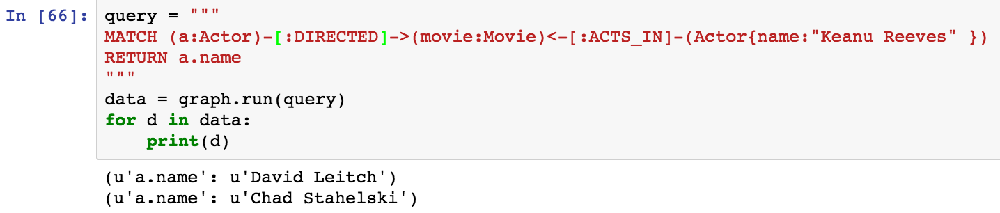 In [66]: query = """
MATCH (a:Actor)-[:DIRECTED]->(movie:Movie)<-[:ACTS_IN]-(Actor{name:"Keanu Reeves" })
RETURN a.name
"""
data = graph.run(query)
for d in data:
    print(d)
(u'a.name': u'David Leitch')
(u'a.name': u'Chad Stahelski')